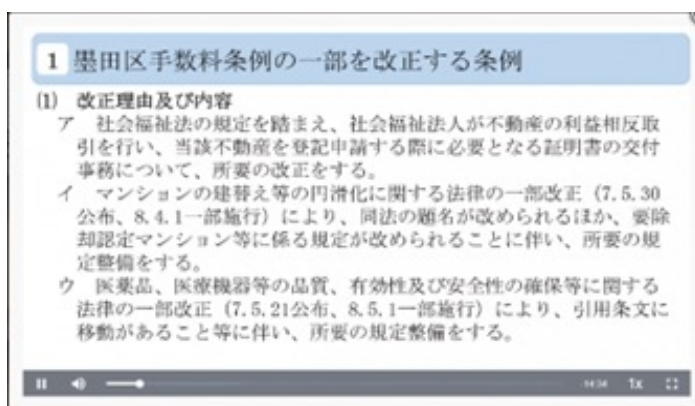 1 墨田区手数料条例の一部を改正する条例
(1) 改正理由及び内容
ア 社会福祉法の規定を踏まえ、社会福祉法人が不動産の利益相反取
引を行い、当該不動産を登記申請する際に必要となる証明書の交付
事務について、所要の改正をする。
イ マンションの建替え等の円滑化に関する法律の一部改正（7.5.30
公布、8.4.1一部施行）により、同法の題名が改められるほか、要除
却認定マンション等に係る規定が改められることに伴い、所要の規
定整備をする。
ウ 医薬品、医療機器等の品質、有効性及び安全性の確保等に関する
法律の一部改正（7.5.21公布、8.5.1一部施行）により、引用条文に
移動があること等に伴い、所要の規定整備をする。
-14:34 1x